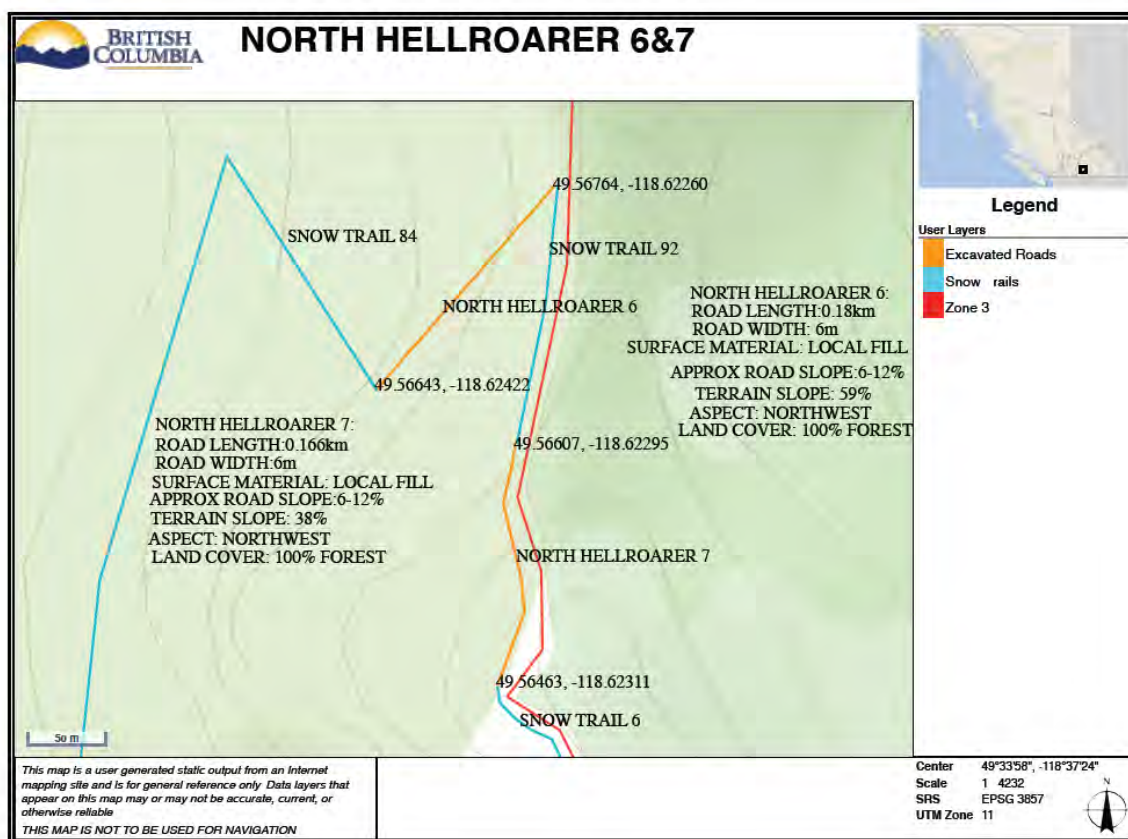 BRITISH
COLUMBIA
NORTH HELLROARER 6&7
49.56764, -118.62260
SNOW TRAIL 84
SNOW TRAIL 92
NORTH HELLROARER 6
NORTH HELLROARER 6:
ROAD LENGTH:0.18km
ROAD WIDTH: 6m
SURFACE MATERIAL: LOCAL FILL
APPROX ROAD SLOPE:6-12%
TERRAIN SLOPE: 59%
ASPECT: NORTHWEST
LAND COVER: 100% FOREST
49.56643, -118.62422
NORTH HELLROARER 7:
ROAD LENGTH:0.166km
ROAD WIDTH:6m
SURFACE MATERIAL: LOCAL FILL
APPROX ROAD SLOPE:6-12%
TERRAIN SLOPE: 38%
ASPECT: NORTHWEST
LAND COVER: 100% FOREST
49.56607, -118.62295
NORTH HELLROARER 7
49.56463, -118.62311
SNOW TRAIL 6
50 m
Legend
User Layers
Excavated Roads
Snow rails
Zone 3
This map is a user generated static output from an Internet
mapping site and is for general reference only Data layers that
appear on this map may or may not be accurate, current, or
otherwise reliable
THIS MAP IS NOT TO BE USED FOR NAVIGATION
Center 49°33'58", -118°37'24"
Scale 1 4232
SRS EPSG 3857
UTM Zone 11
N